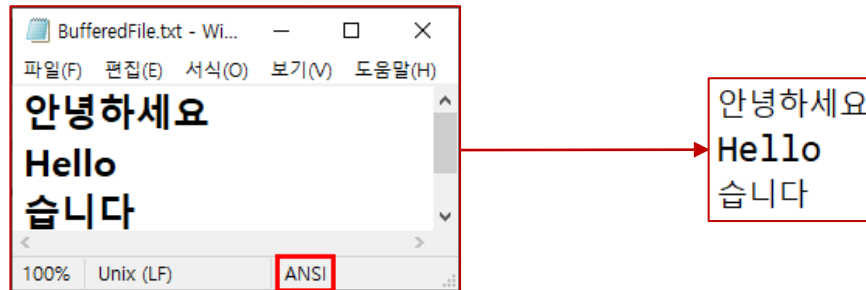 BufferedFile.txt - Wi...
파일(F) 편집(E) 서식(O) 보기(V) 도움말(H)
안녕하세요
Hello
습니다
100% Unix (LF) ANSI
안녕하세요
Hello
습니다